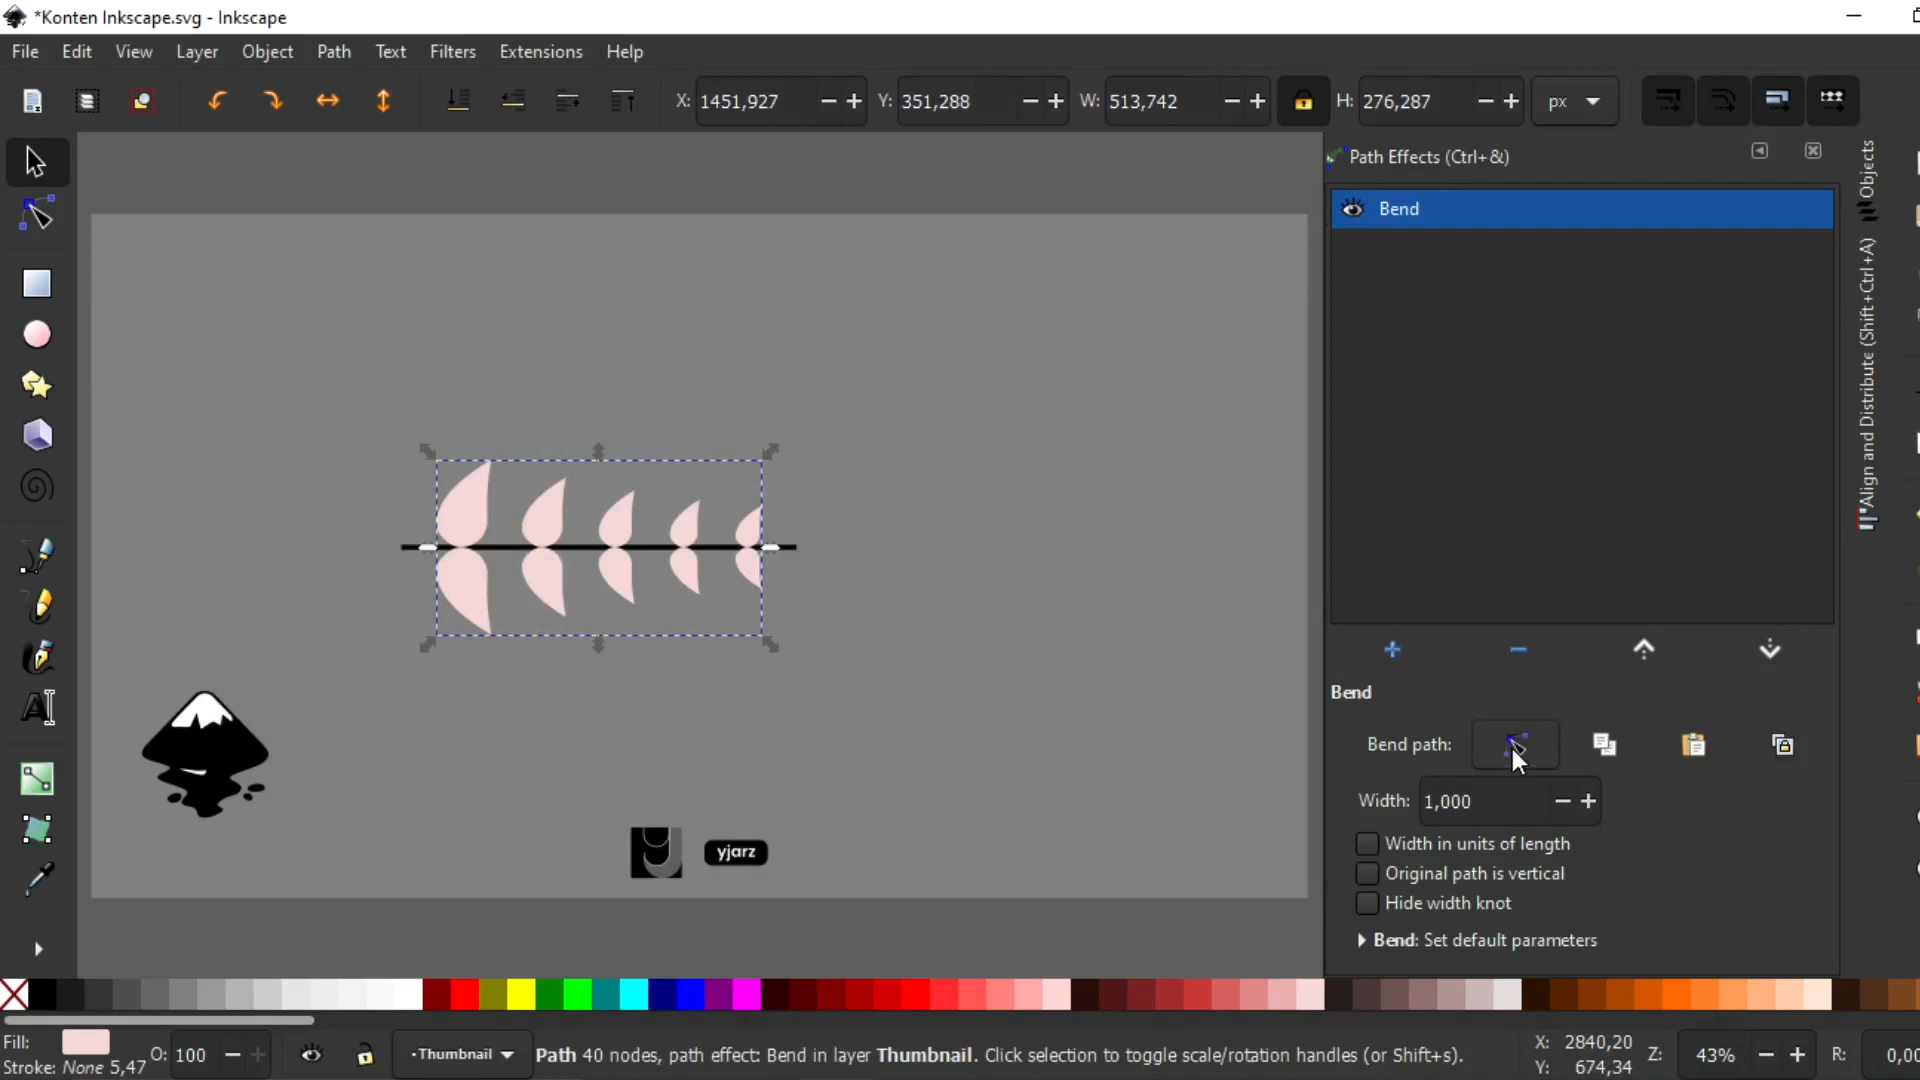 *Konten Inkscape.svg - Inkscape
File Edit View Layer Object Path Text Filters Extensions Help
X: 1451,927 Y: 351,288 W: 513,742 H: 276,287 px
Path Effects (Ctrl+&)
Bend
Objects
Align and Distribute (Shift+Ctrl+A)
Bend
Bend path:
Width: 1,000
Width in units of length
Original path is vertical
Hide width knot
Bend: Set default parameters
yjarz
Fill:
Stroke: None 5,47
O: 100
·Thumbnail
Path 40 nodes, path effect: Bend in layer Thumbnail. Click selection to toggle scale/rotation handles (or Shift+s).
X: 2840,20
Y: 674,34
Z: 43%
R: 0,00